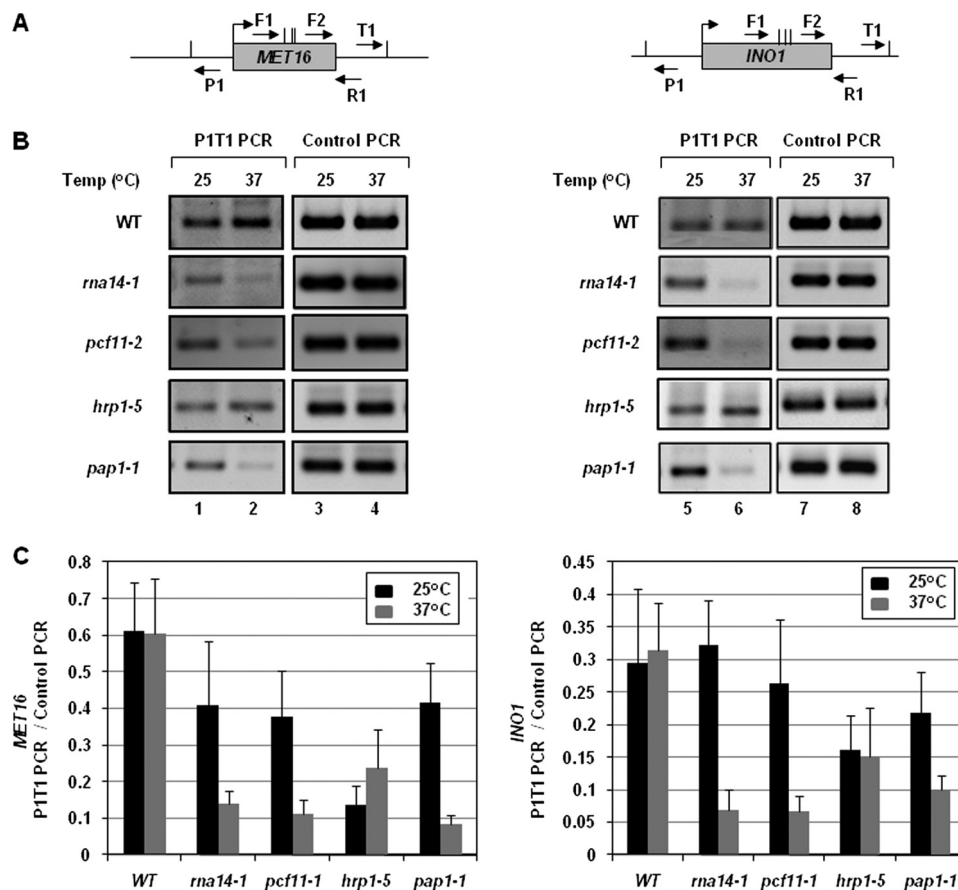 A
F1 F2 T1
MET16
P1 R1
F1 F2 T1
INO1
P1 R1
B
P1T1 PCR Control PCR
Temp (°C) 25 37 25 37
WT
rna14-1
pcf11-2
hrp1-5
pap1-1
1 2 3 4
P1T1 PCR Control PCR
Temp (°C) 25 37 25 37
WT
rna14-1
pcf11-2
hrp1-5
pap1-1
5 6 7 8
C
MET16
P1T1 PCR / Control PCR
0.8
0.7
0.6
0.5
0.4
0.3
0.2
0.1
0
25°C
37°C
WT rna14-1 pcf11-1 hrp1-5 pap1-1
INO1
P1T1 PCR / Control PCR
0.45
0.4
0.35
0.3
0.25
0.2
0.15
0.1
0.05
0
25°C
37°C
WT rna14-1 pcf11-1 hrp1-5 pap1-1